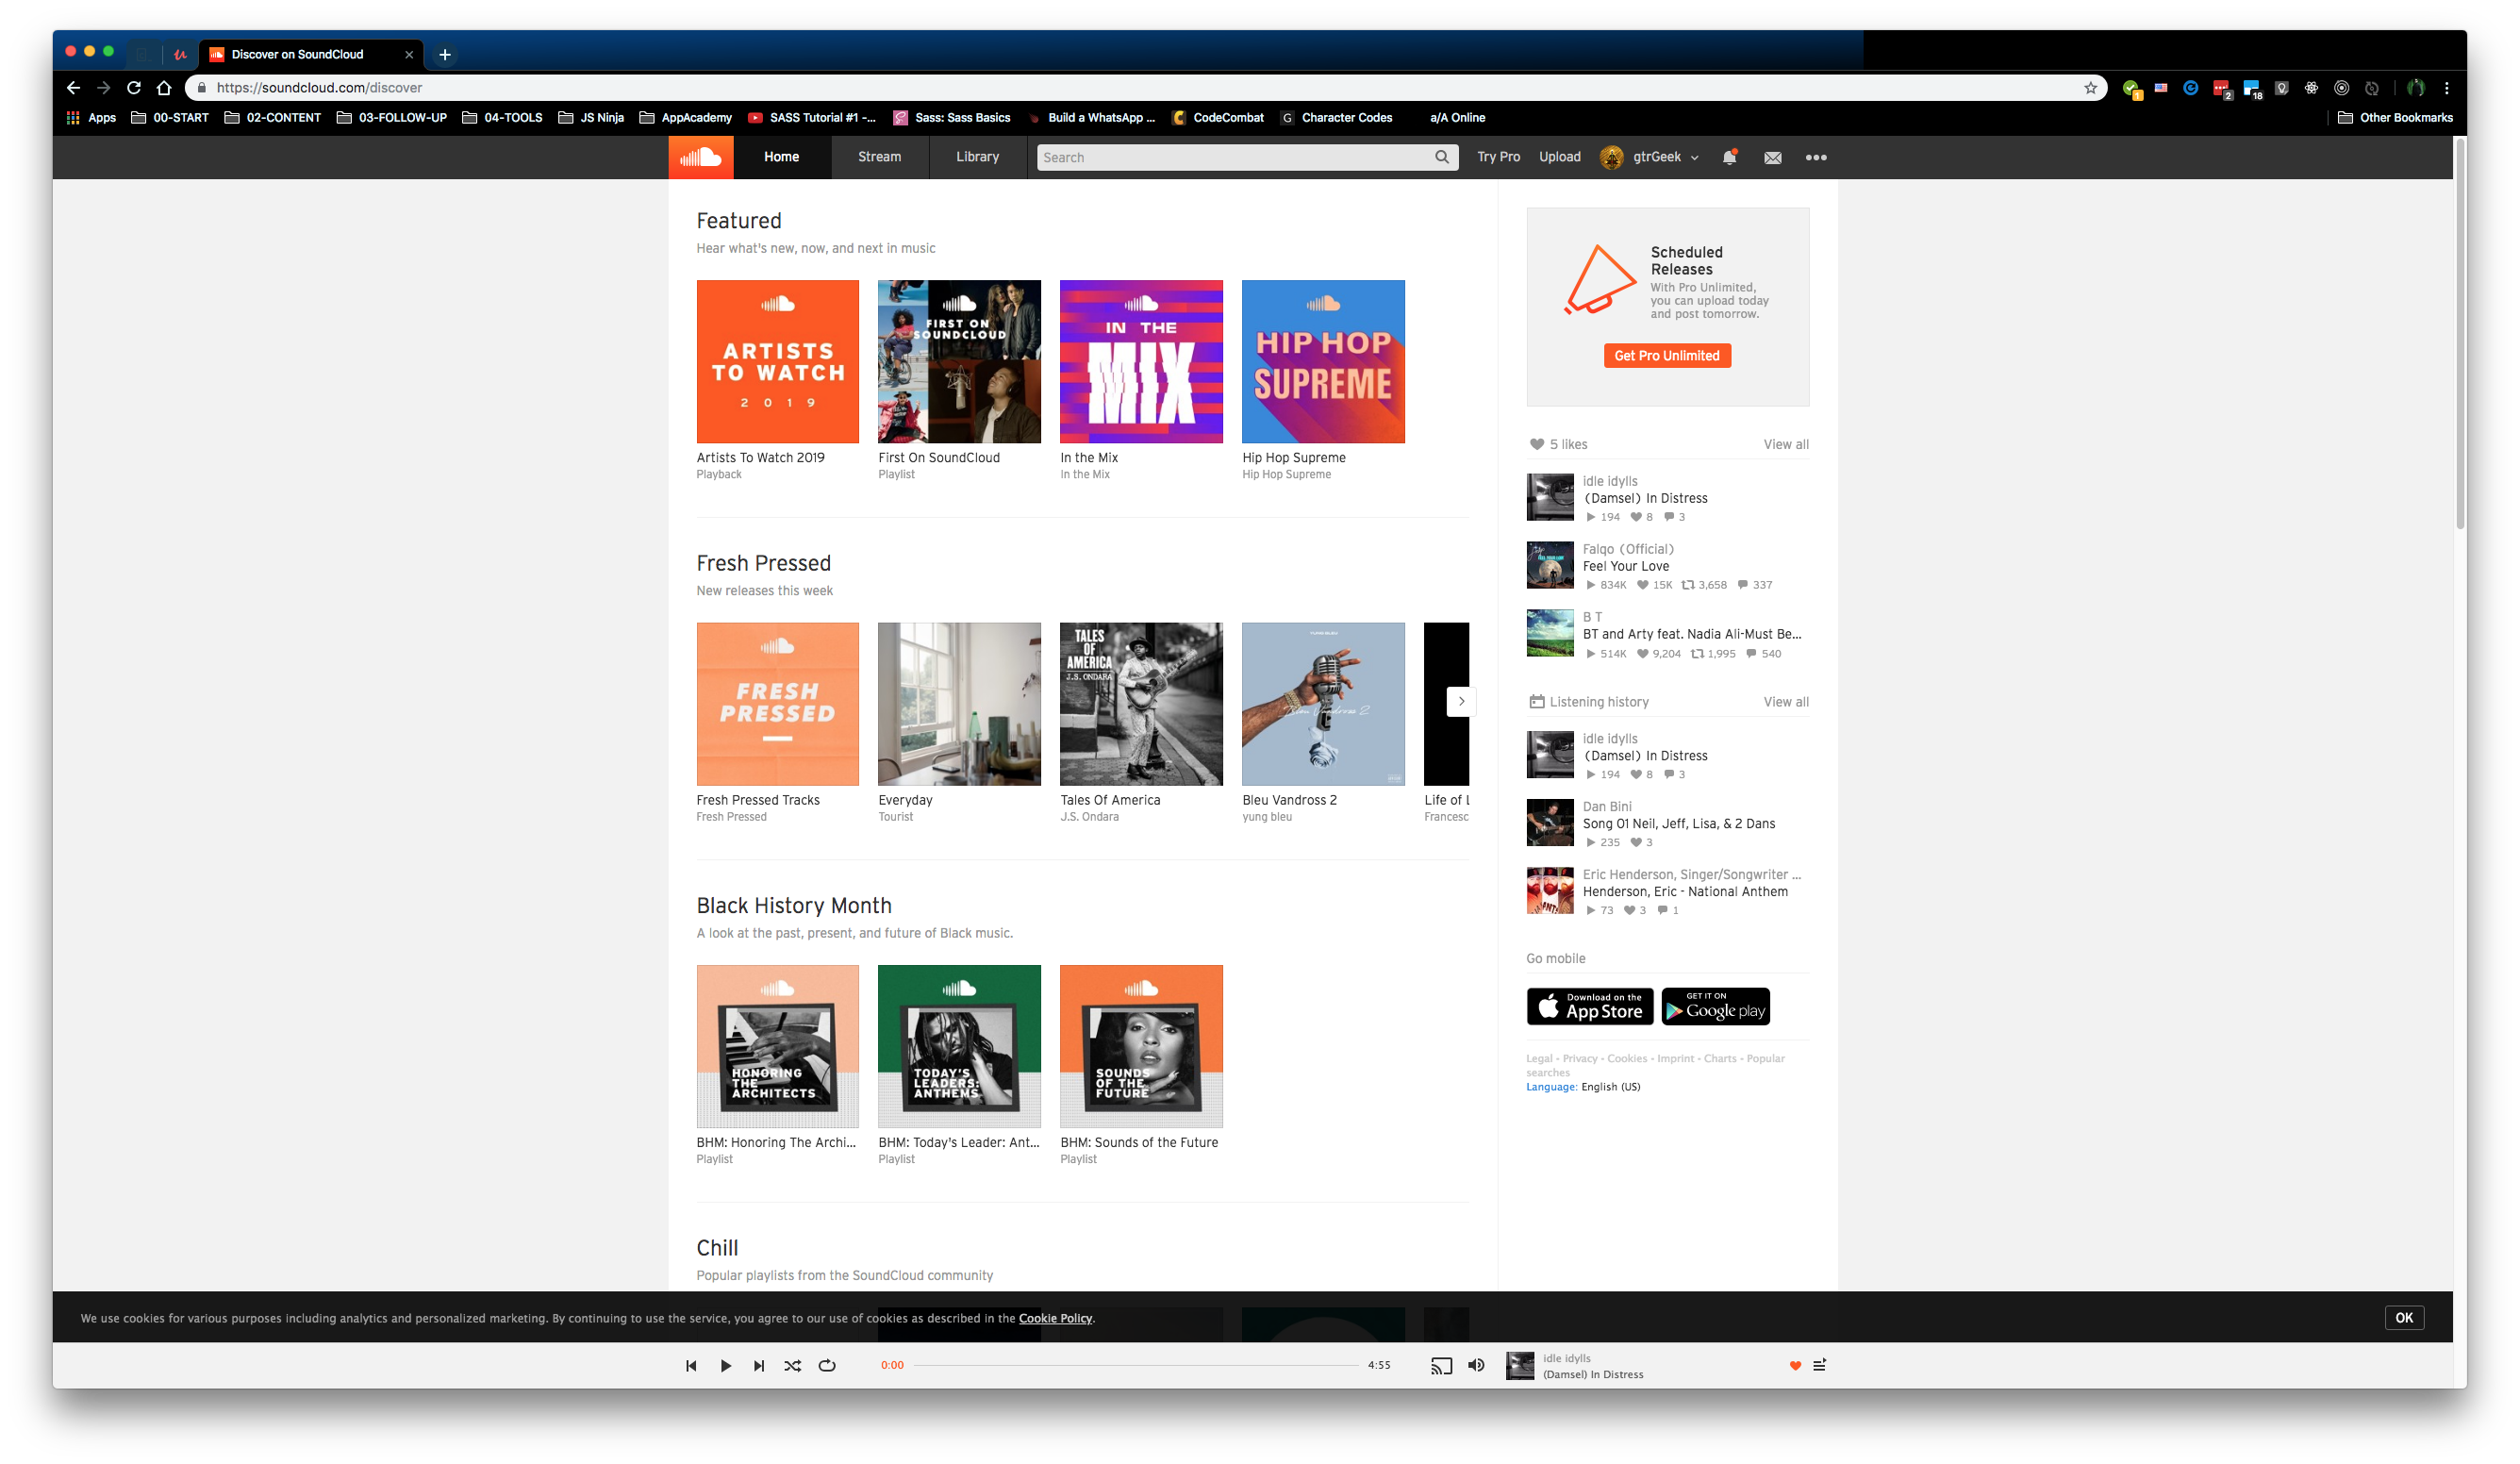 Discover on SoundCloud
https://soundcloud.com/discover
1
2
18
Apps
00-START
02-CONTENT
03-FOLLOW-UP
04-TOOLS
JS Ninja
AppAcademy
SASS Tutorial #1 -...
Sass: Sass Basics
Build a WhatsApp ...
CodeCombat
Character Codes
a/A Online
Other Bookmarks
Home
Stream
Library
Search
Try Pro
Upload
gtrGeek
Featured
Hear what's new, now, and next in music
ARTISTS
TO WATCH
2 0 1 9
FIRST ON
SOUNDCLOUD
IN THE
MIX
HIP HOP
SUPREME
Artists To Watch 2019
Playback
First On SoundCloud
Playlist
In the Mix
In the Mix
Hip Hop Supreme
Hip Hop Supreme
Fresh Pressed
New releases this week
FRESH
PRESSED
TALES
OF
AMERICA
J.S. ONDARA
Bleu Vandross 2
Fresh Pressed Tracks
Fresh Pressed
Everyday
Tourist
Tales Of America
J.S. Ondara
Bleu Vandross 2
yung bleu
Life of L
Francesc
Black History Month
A look at the past, present, and future of Black music.
HONORING
THE
ARCHITECTS
TODAY'S
LEADERS:
ANTHEMS
SOUNDS
OF THE
FUTURE
BHM: Honoring The Archi...
Playlist
BHM: Today's Leader: Ant...
Playlist
BHM: Sounds of the Future
Playlist
Chill
Popular playlists from the SoundCloud community
Scheduled
Releases
With Pro Unlimited,
you can upload today
and post tomorrow.
Get Pro Unlimited
5 likes
View all
idle idylls
(Damsel) In Distress
194 8 3
Falqo (Official)
Feel Your Love
834K 15K 3,658 337
B T
BT and Arty feat. Nadia Ali-Must Be...
514K 9,204 1,995 540
Listening history
View all
idle idylls
(Damsel) In Distress
194 8 3
Dan Bini
Song 01 Neil, Jeff, Lisa, & 2 Dans
235 3
Eric Henderson, Singer/Songwriter ...
Henderson, Eric - National Anthem
73 3 1
Go mobile
Download on the
App Store
GET IT ON
Google play
Legal - Privacy - Cookies - Imprint - Charts - Popular
searches
Language: English (US)
We use cookies for various purposes including analytics and personalized marketing. By continuing to use the service, you agree to our use of cookies as described in the Cookie Policy.
OK
0:00
4:55
idle idylls
(Damsel) In Distress